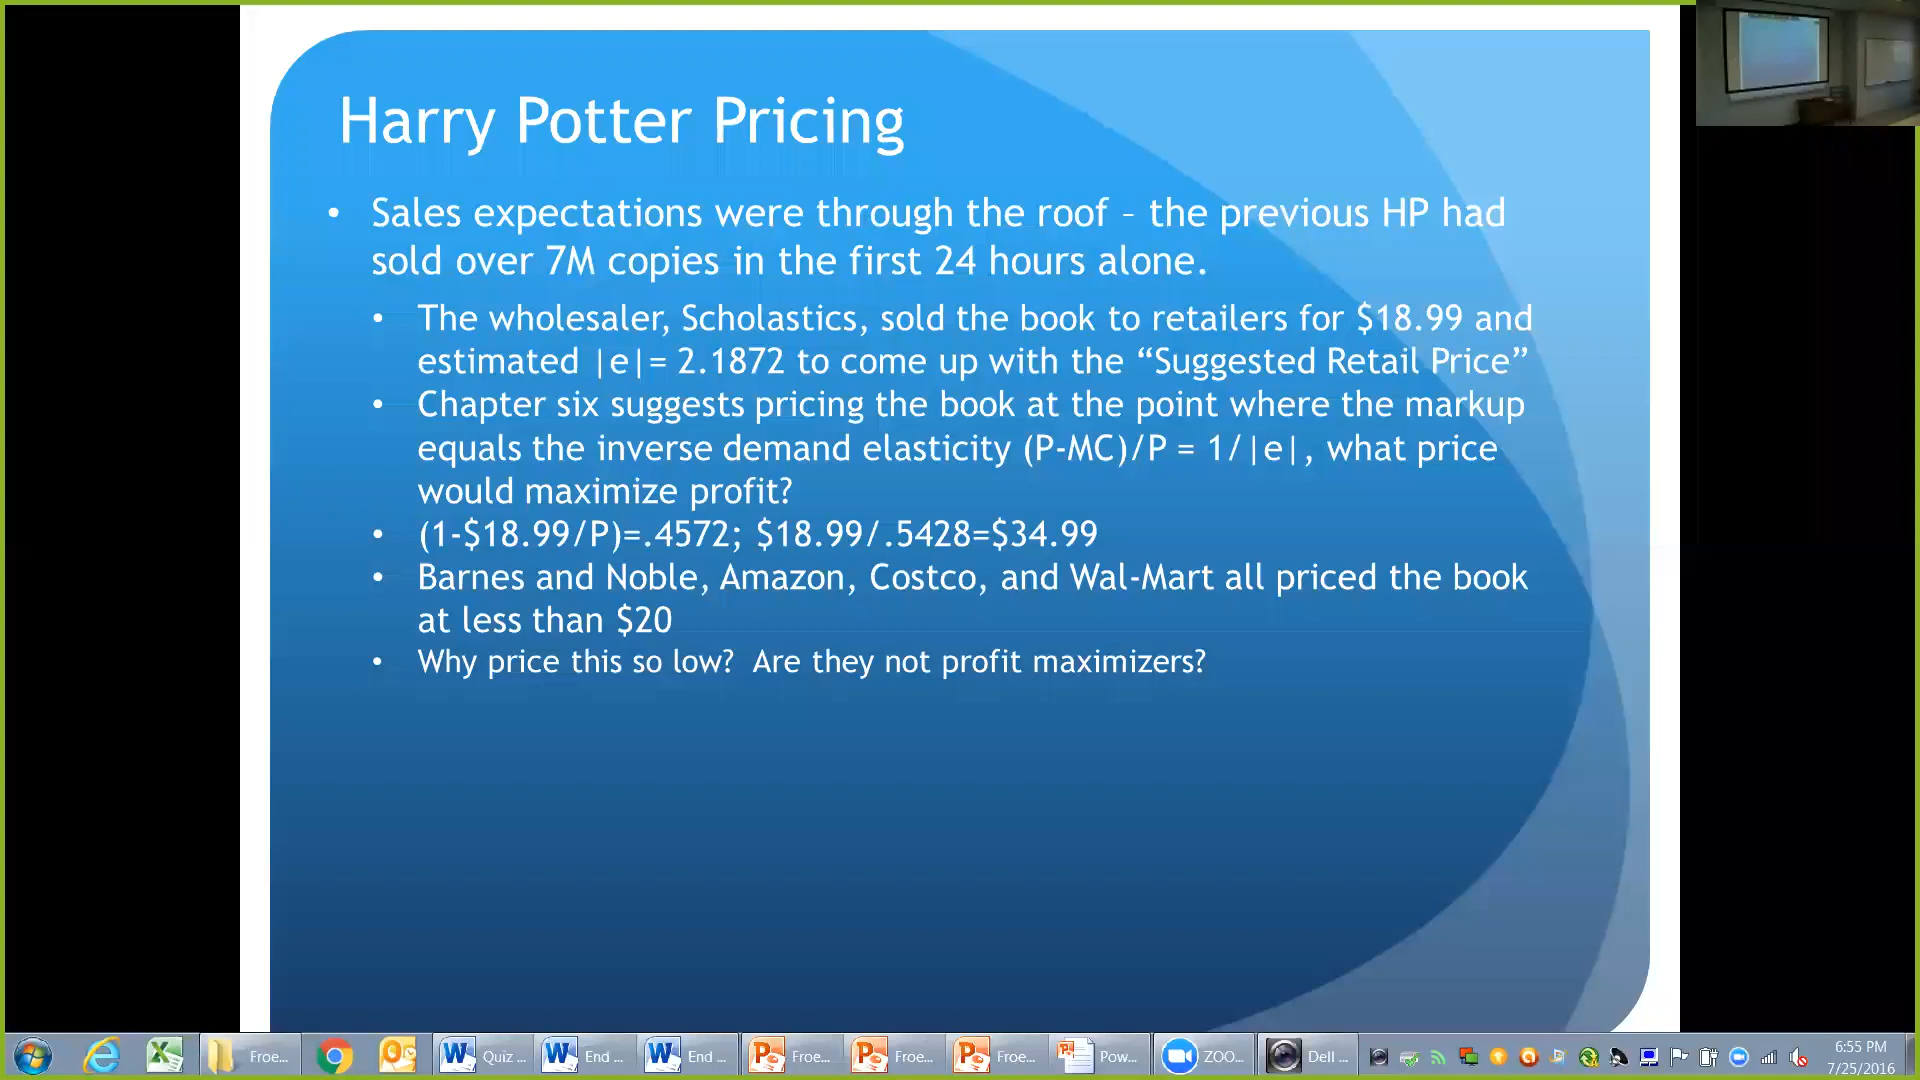 Harry Potter Pricing
• Sales expectations were through the roof – the previous HP had
sold over 7M copies in the first 24 hours alone.
• The wholesaler, Scholastics, sold the book to retailers for $18.99 and
estimated |e|= 2.1872 to come up with the “Suggested Retail Price”
• Chapter six suggests pricing the book at the point where the markup
equals the inverse demand elasticity (P-MC)/P = 1/|e|, what price
would maximize profit?
• (1-$18.99/P)=.4572; $18.99/.5428=$34.99
• Barnes and Noble, Amazon, Costco, and Wal-Mart all priced the book
at less than $20
• Why price this so low?  Are they not profit maximizers?
Froe... Quiz ... End ... End ... Froe... Froe... Froe... Pow... ZOO... Dell ... 6:55 PM
7/25/2016